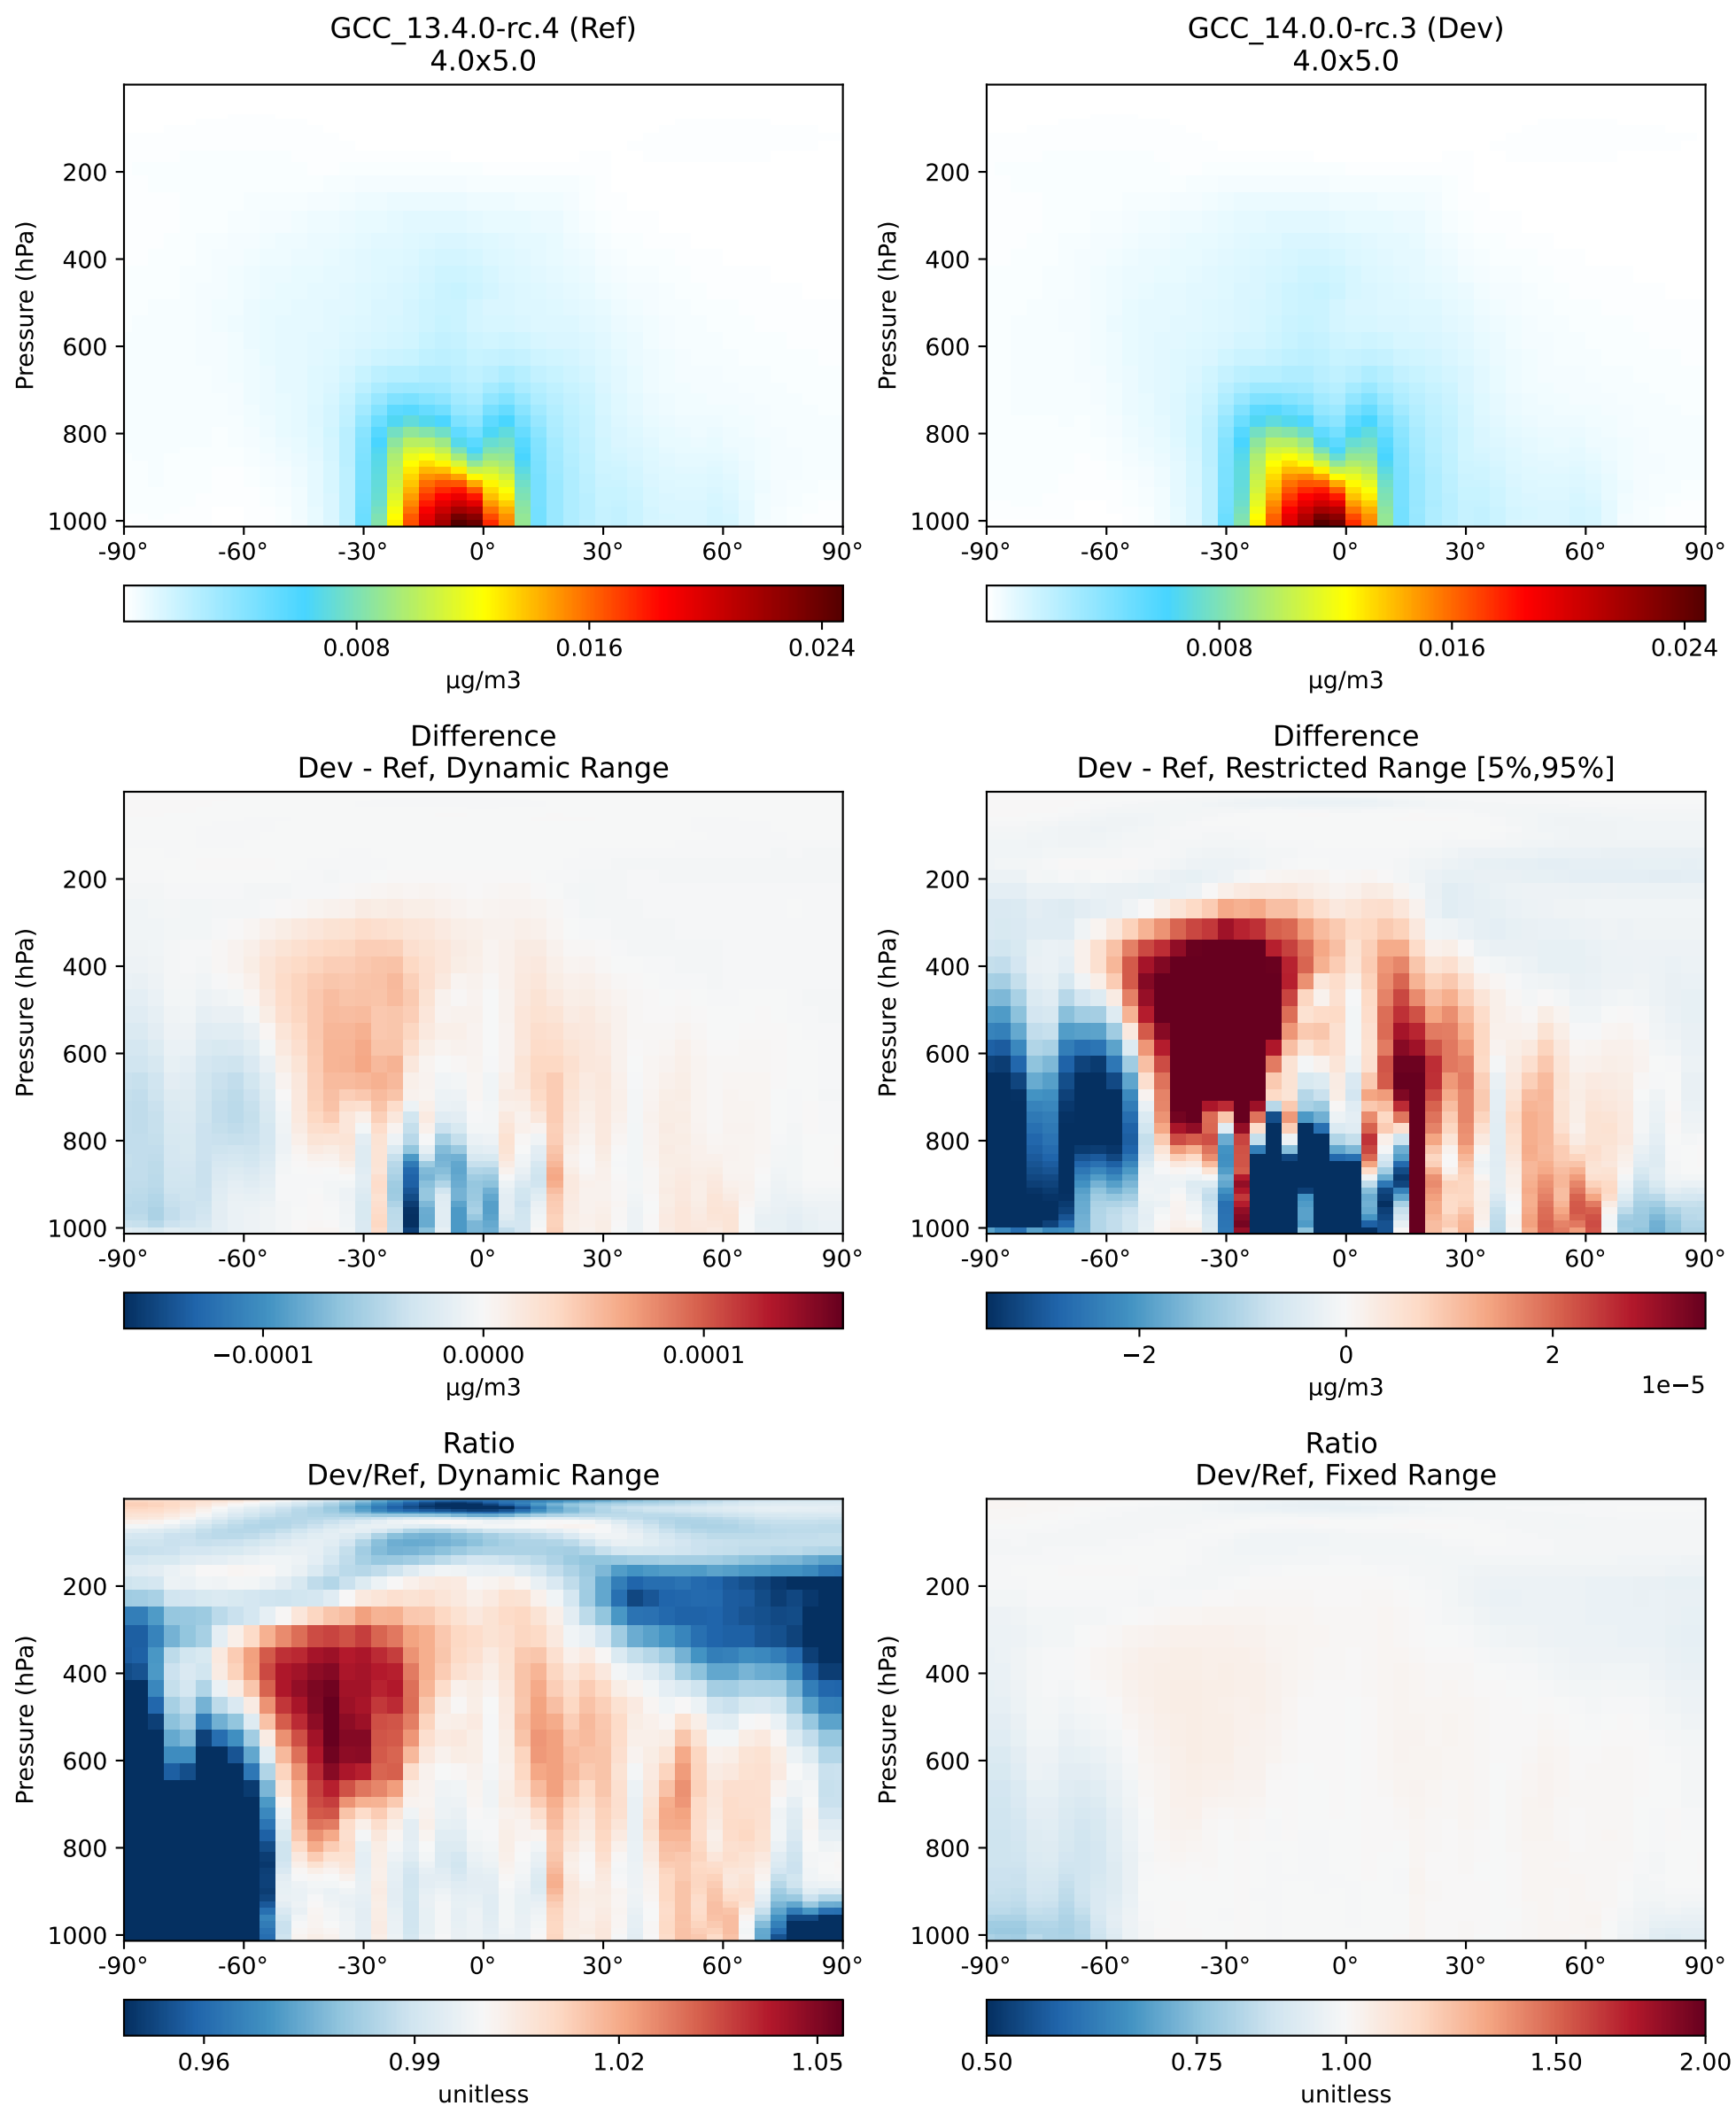 GCC_13.4.0-rc.4 (Ref)
4.0x5.0
Pressure (hPa)
200
400
600
800
1000
-90° -60° -30° 0° 30° 60° 90°
0.008 0.016 0.024
μg/m3
GCC_14.0.0-rc.3 (Dev)
4.0x5.0
Pressure (hPa)
200
400
600
800
1000
-90° -60° -30° 0° 30° 60° 90°
0.008 0.016 0.024
μg/m3
Difference
Dev - Ref, Dynamic Range
Pressure (hPa)
200
400
600
800
1000
-90° -60° -30° 0° 30° 60° 90°
−0.0001 0.0000 0.0001
μg/m3
Difference
Dev - Ref, Restricted Range [5%,95%]
Pressure (hPa)
200
400
600
800
1000
-90° -60° -30° 0° 30° 60° 90°
−2 0 2
μg/m3
1e−5
Ratio
Dev/Ref, Dynamic Range
Pressure (hPa)
200
400
600
800
1000
-90° -60° -30° 0° 30° 60° 90°
0.96 0.99 1.02 1.05
unitless
Ratio
Dev/Ref, Fixed Range
Pressure (hPa)
200
400
600
800
1000
-90° -60° -30° 0° 30° 60° 90°
0.50 0.75 1.00 1.50 2.00
unitless